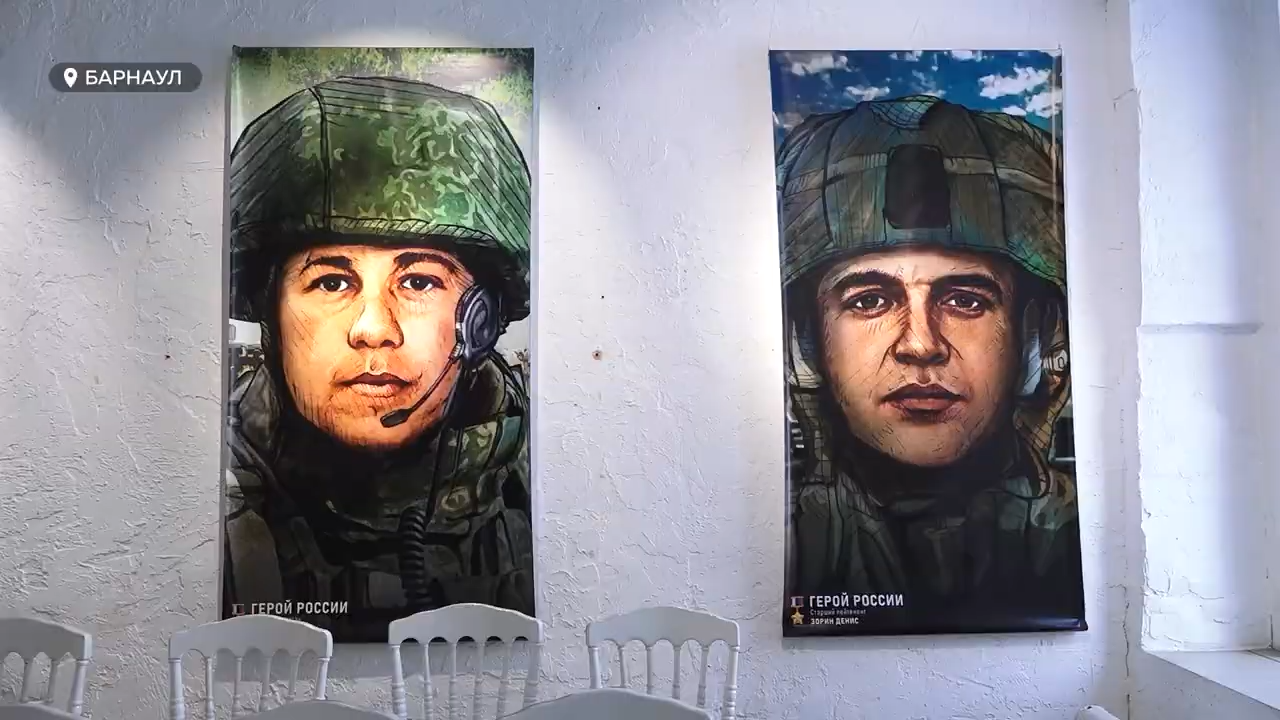 БАРНАУЛ
ГЕРОЙ РОССИИ
ГЕРОЙ РОССИИ
Старший лейтенант
ЗОРИН ДЕНИС